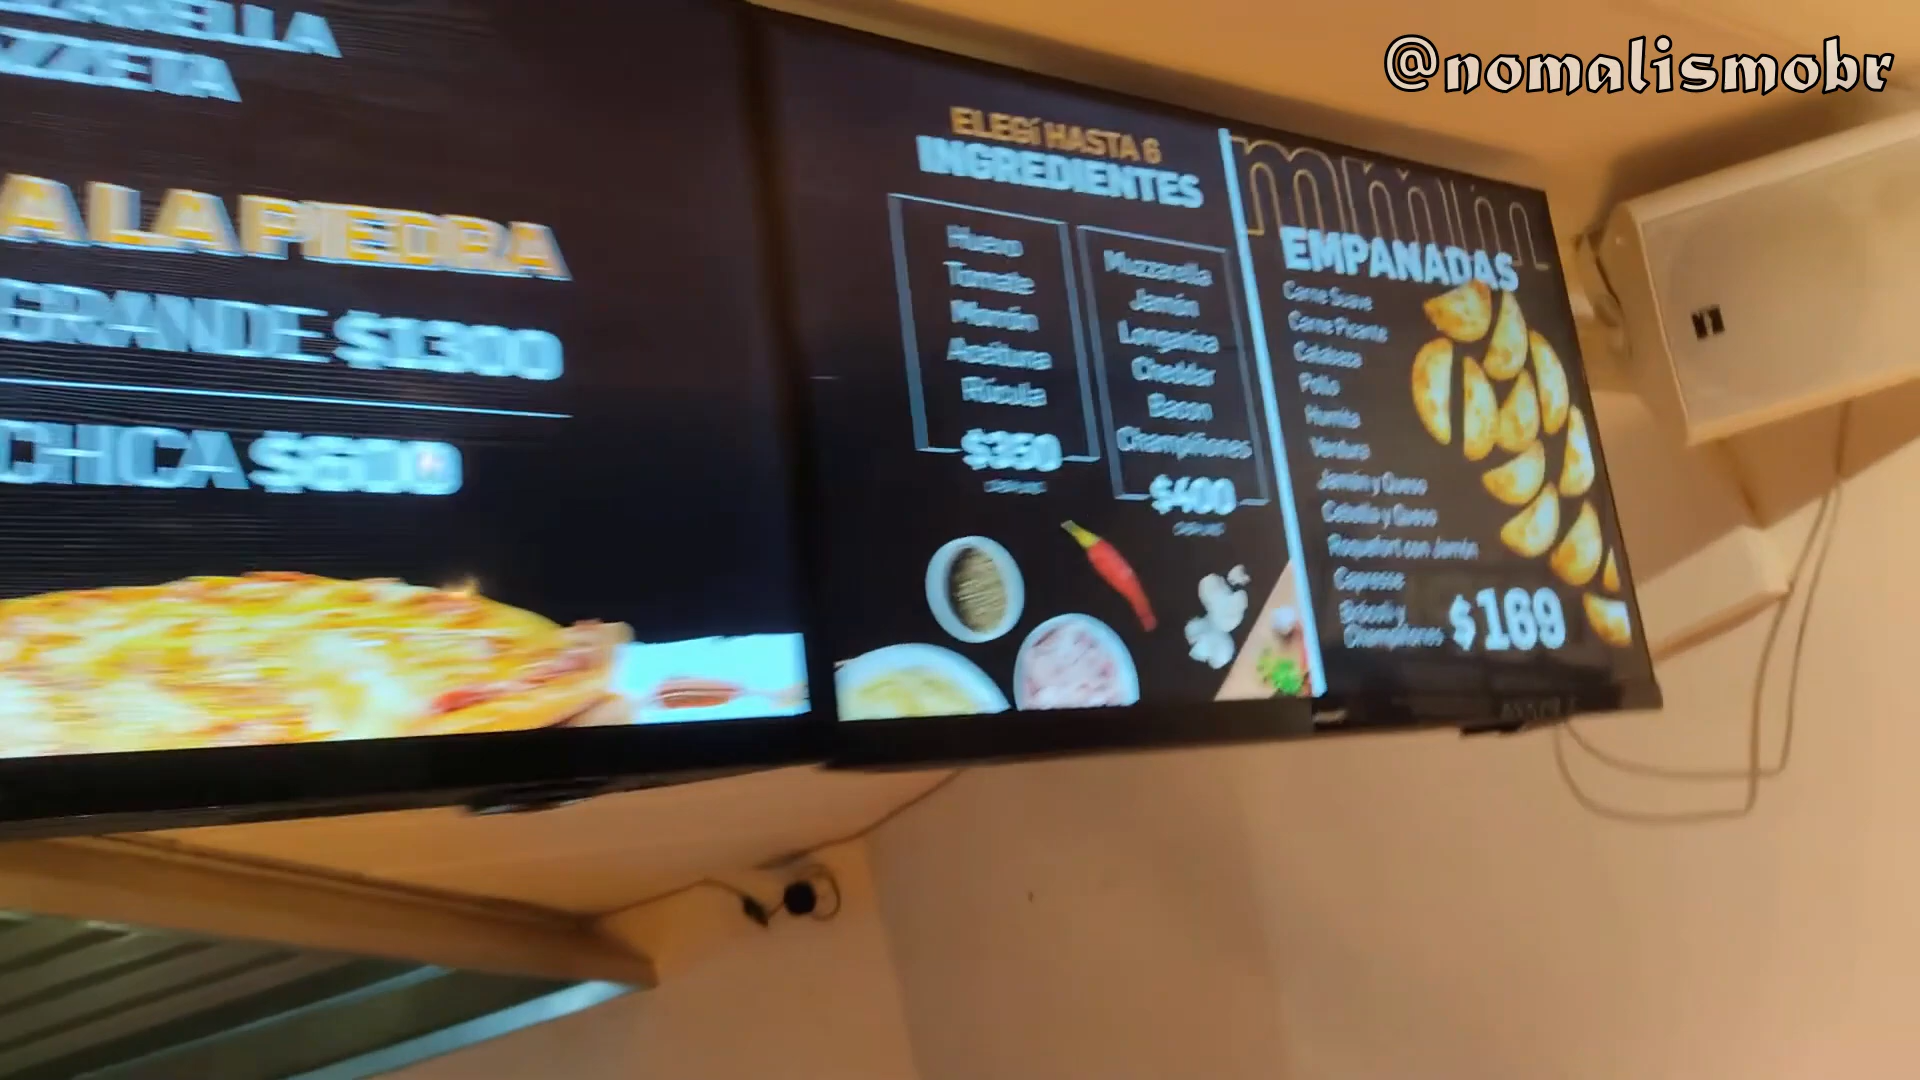 @nomalismobr
A LA PIEDRA
GRANDE $1300
CHICA
ELEGÍ HASTA 6
INGREDIENTES
Huevo
Tomate
Morrón
Aceituna
Rúcula
$350
Muzzarella
Jamón
Longaniza
Cheddar
Bacon
Champiñones
$400
EMPANADAS
Carne Suave
Carne Picante
Calabaza
Pollo
Humita
Verdura
Jamón y Queso
Cebolla y Queso
Roquefort con Jamón
Capresse
Champiñones
$169